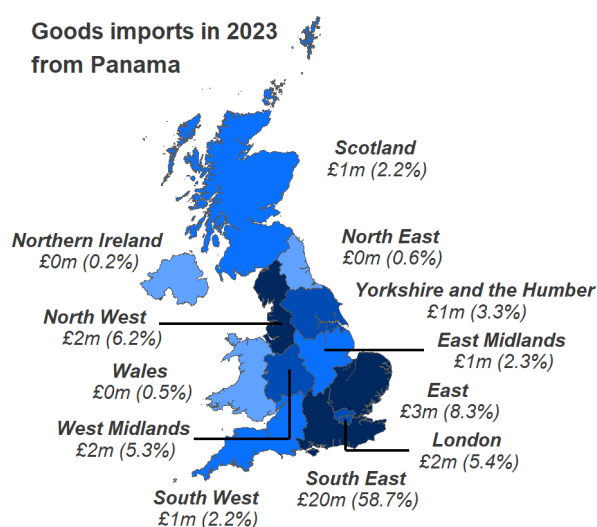 Goods imports in 2023
from Panama
Scotland
£1m (2.2%)
Northern Ireland
£0m (0.2%)
North East
£0m (0.6%)
Yorkshire and the Humber
£1m (3.3%)
North West
£2m (6.2%)
East Midlands
£1m (2.3%)
Wales
£0m (0.5%)
East
£3m (8.3%)
West Midlands
£2m (5.3%)
London
£2m (5.4%)
South East
£20m (58.7%)
South West
£1m (2.2%)